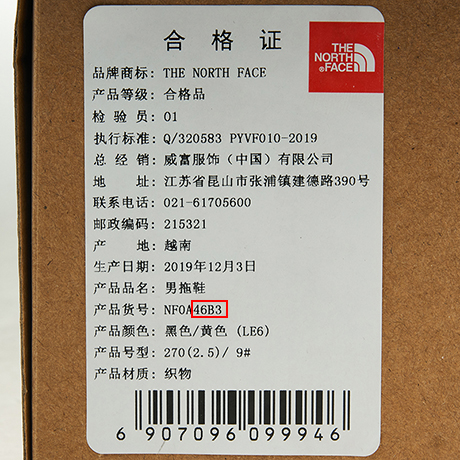 合格证
THE
NORTH
FACE
品牌商标: THE NORTH FACE
产品等级: 合格品
检验员: 01
执行标准: Q/320583 PYVF010-2019
总经销: 威富服饰(中国)有限公司
地址: 江苏省昆山市张浦镇建德路390号
联系电话: 021-61705600
邮政编码: 215321
产地: 越南
生产日期: 2019年12月3日
产品品名: 男拖鞋
产品货号: NF0A46B3
产品颜色: 黑色/黄色 (LE6)
产品号型: 270(2.5)/ 9#
产品材质: 织物
6 907096 099946